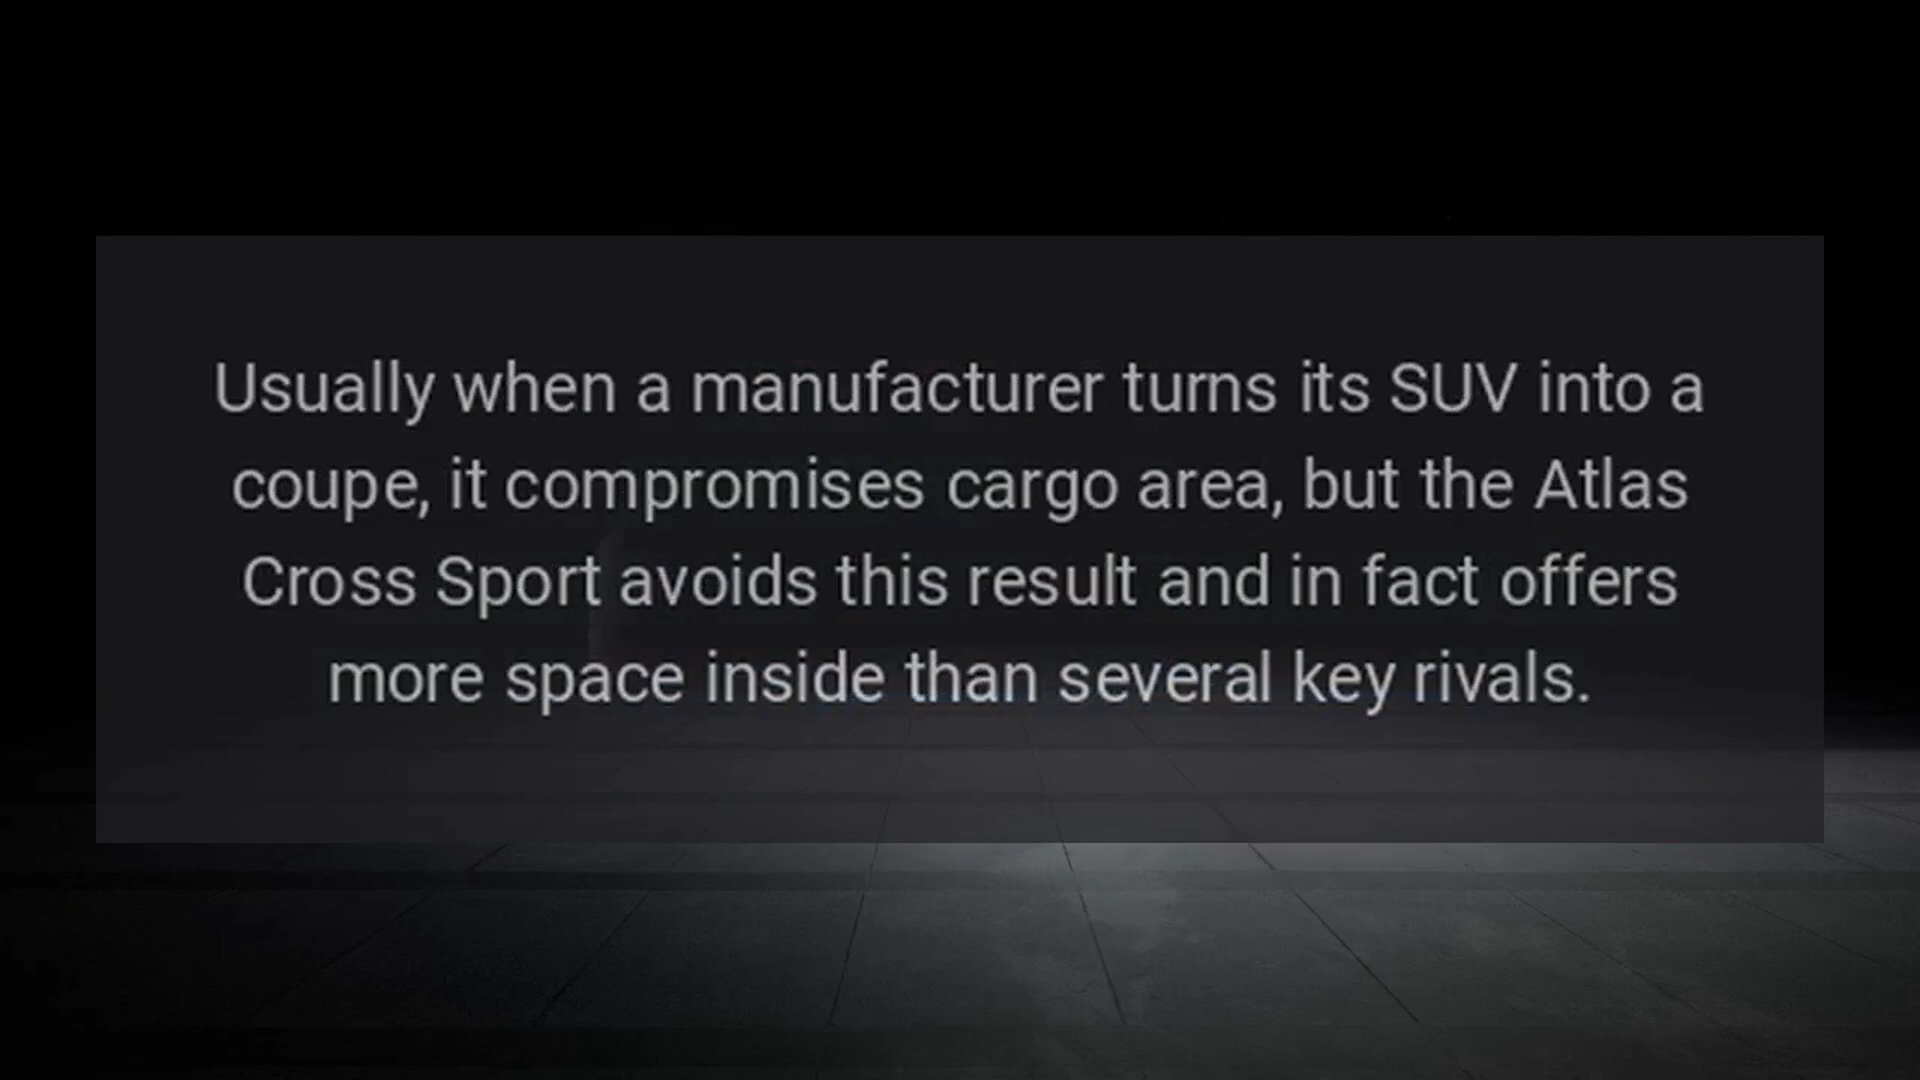 Usually when a manufacturer turns its SUV into a
coupe, it compromises cargo area, but the Atlas
Cross Sport avoids this result and in fact offers
more space inside than several key rivals.